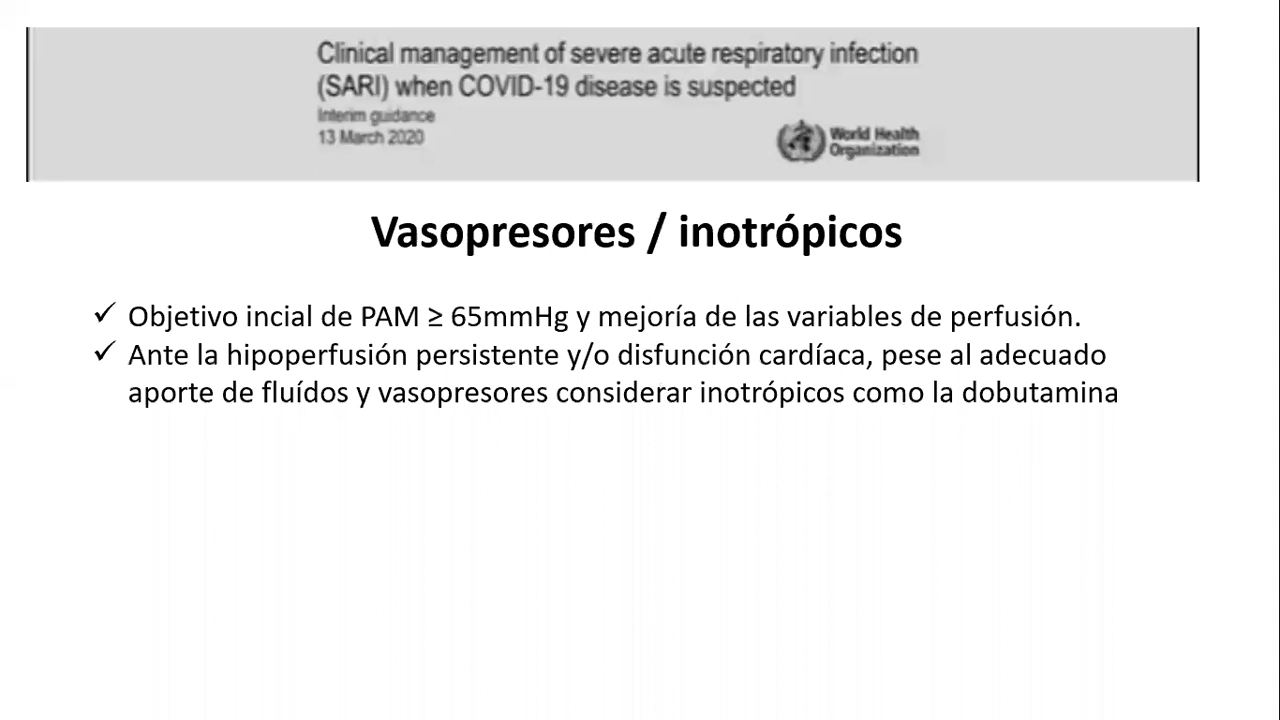 Clinical management of severe acute respiratory infection
(SARI) when COVID-19 disease is suspected
Interim guidance
13 March 2020
World Health
Organization
Vasopresores / inotrópicos
✓ Objetivo incial de PAM ≥ 65mmHg y mejoría de las variables de perfusión.
✓ Ante la hipoperfusión persistente y/o disfunción cardíaca, pese al adecuado
aporte de fluídos y vasopresores considerar inotrópicos como la dobutamina